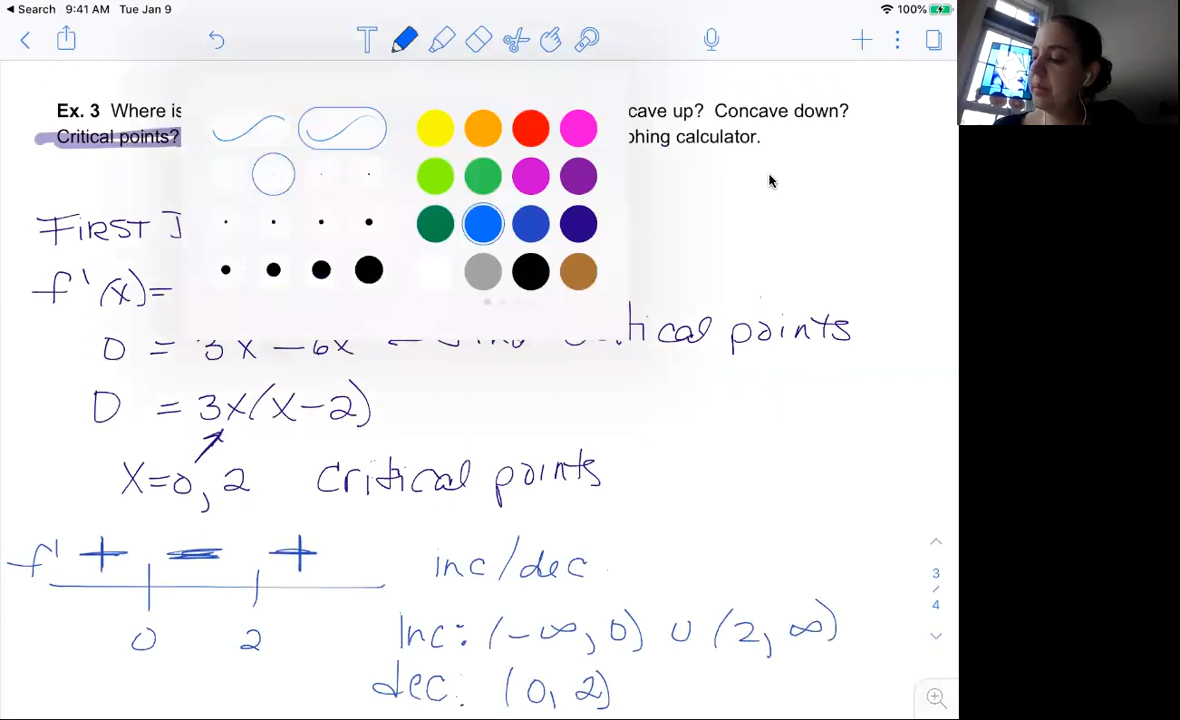 Search 9:41 AM Tue Jan 9 100%
T
Ex. 3 Where is cave up? Concave down?
Critical points? phing calculator.
FIRST
f'(x)=
0 = 3x - 6x ical points
0 = 3x(x-2)
x=0, 2 critical points
f' + - + inc/dec
0 2 Inc: (-∞, 0) ∪ (2, ∞)
dec: (0, 2)
3
/
4